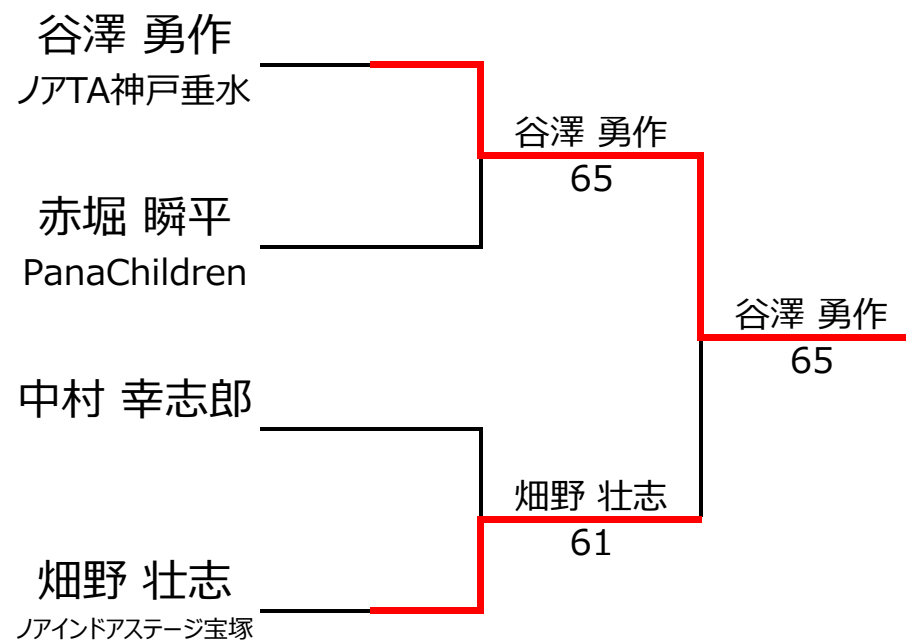 谷澤 勇作
ノアTA神戸垂水
谷澤 勇作
65
赤堀 瞬平
PanaChildren
谷澤 勇作
65
中村 幸志郎
畑野 壮志
61
畑野 壮志
ノアインドアステージ宝塚